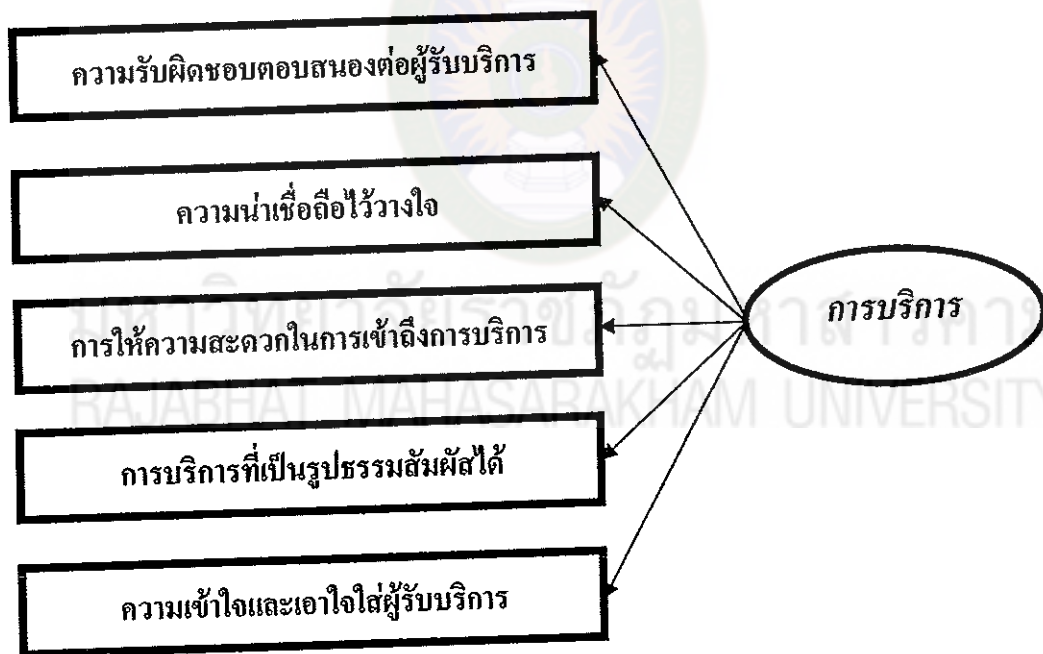 ความรับผิดชอบตอบสนองต่อผู้รับบริการ
ความน่าเชื่อถือไว้วางใจ
การให้ความสะดวกในการเข้าถึงการบริการ
การบริการ
การบริการที่เป็นรูปธรรมสัมผัสได้
ความเข้าใจและเอาใจใส่ผู้รับบริการ
RAJABHAT MAHASARAKHAM UNIVERSITY